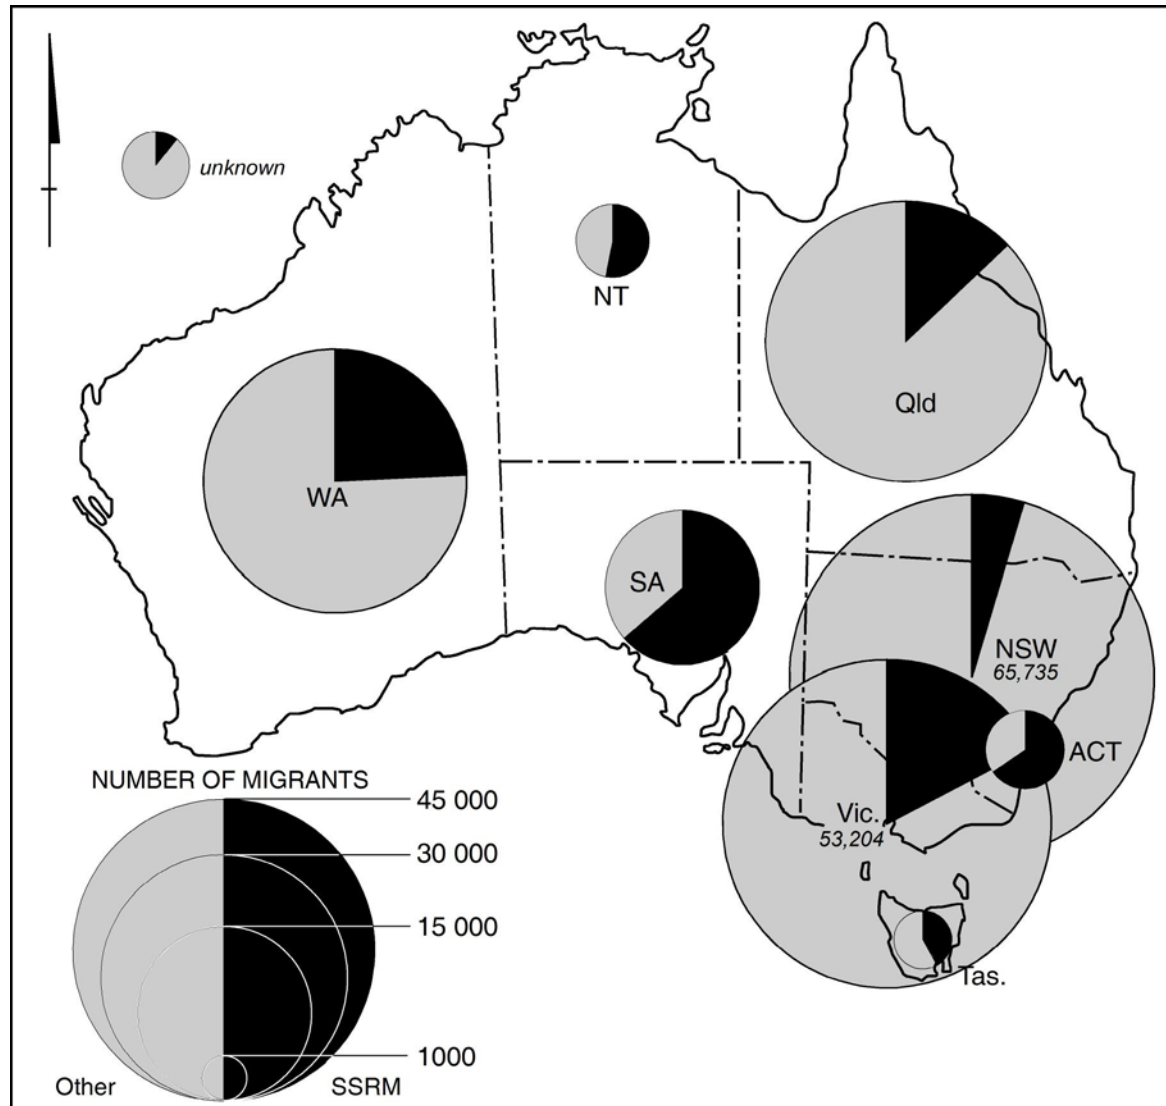 unknown
NT
Qld
WA
SA
NSW
65,735
ACT
Vic.
53,204
Tas.
NUMBER OF MIGRANTS
45 000
30 000
15 000
1000
Other
SSRM